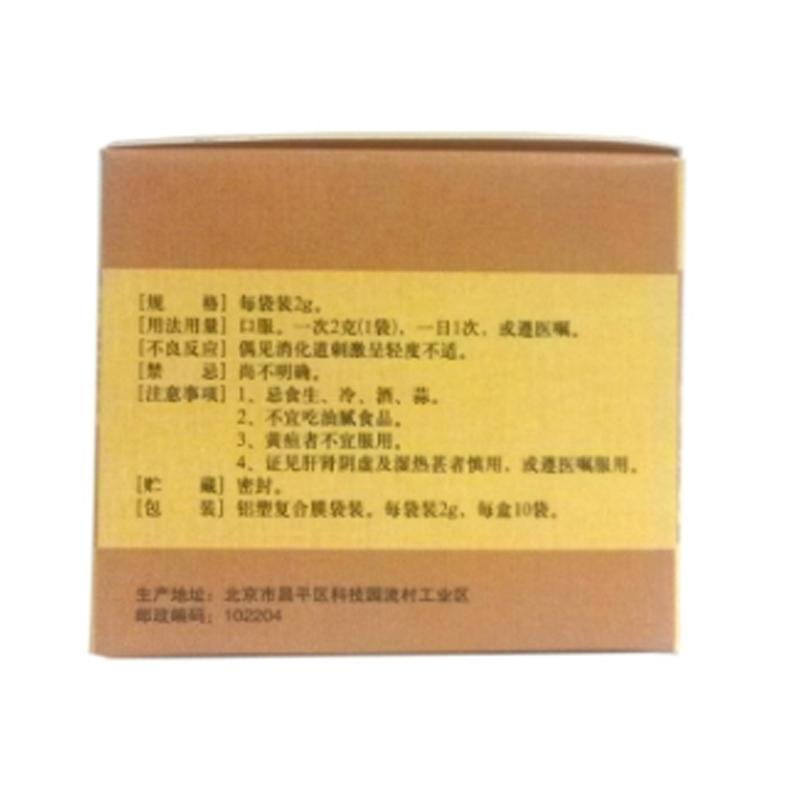 [规　　格] 每袋装2g。
[用法用量] 口服。一次2克(1袋)，一日1次，或遵医嘱。
[不良反应] 偶见消化道刺激呈轻度不适。
[禁　　忌] 尚不明确。
[注意事项] 1、忌食生、冷、酒、蒜。
2、不宜吃油腻食品。
3、黄疸者不宜服用。
4、证见肝肾阴虚及湿热甚者慎用，或遵医嘱服用。
[贮　　藏] 密封。
[包　　装] 铝塑复合膜袋装。每袋装2g，每盒10袋。
生产地址：北京市昌平区科技园流村工业区
邮政编码：102204